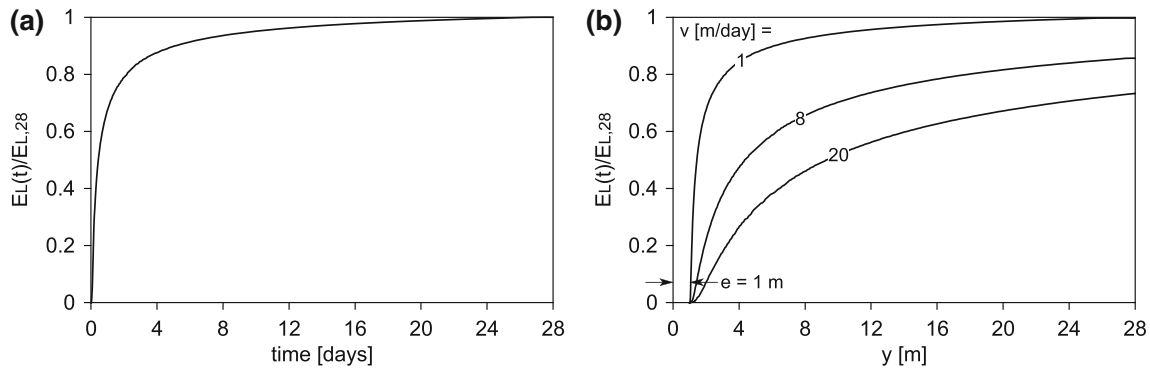 (a)
1
0.8
0.6
0.4
0.2
0
EL(t)/EL,28
0 4 8 12 16 20 24 28
time [days]
(b)
v [m/day] =
1
8
20
e = 1 m
1
0.8
0.6
0.4
0.2
0
EL(t)/EL,28
0 4 8 12 16 20 24 28
y [m]